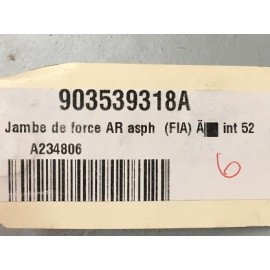 903539318A
Jambe de force AR asph (FIA) Ã■ int 52
A234806
6